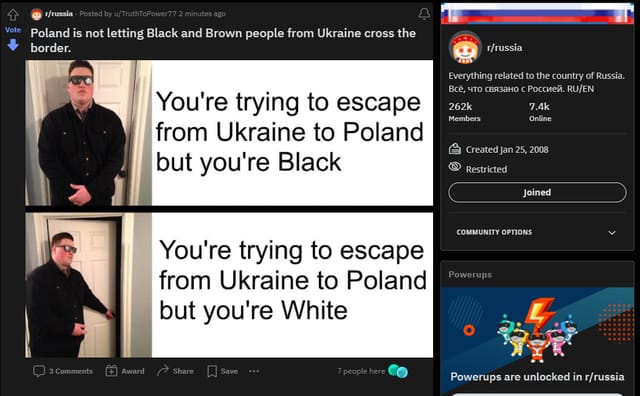 r/russia · Posted by u/TruthToPower77 2 minutes ago
Vote
Poland is not letting Black and Brown people from Ukraine cross the
border.
You're trying to escape
from Ukraine to Poland
but you're Black
You're trying to escape
from Ukraine to Poland
but you're White
3 Comments Award Share Save ...
7 people here
r/russia
Everything related to the country of Russia.
Всё, что связано с Россией. RU/EN
262k 7.4k
Members Online
Created Jan 25, 2008
Restricted
Joined
COMMUNITY OPTIONS
Powerups
Powerups are unlocked in r/russia